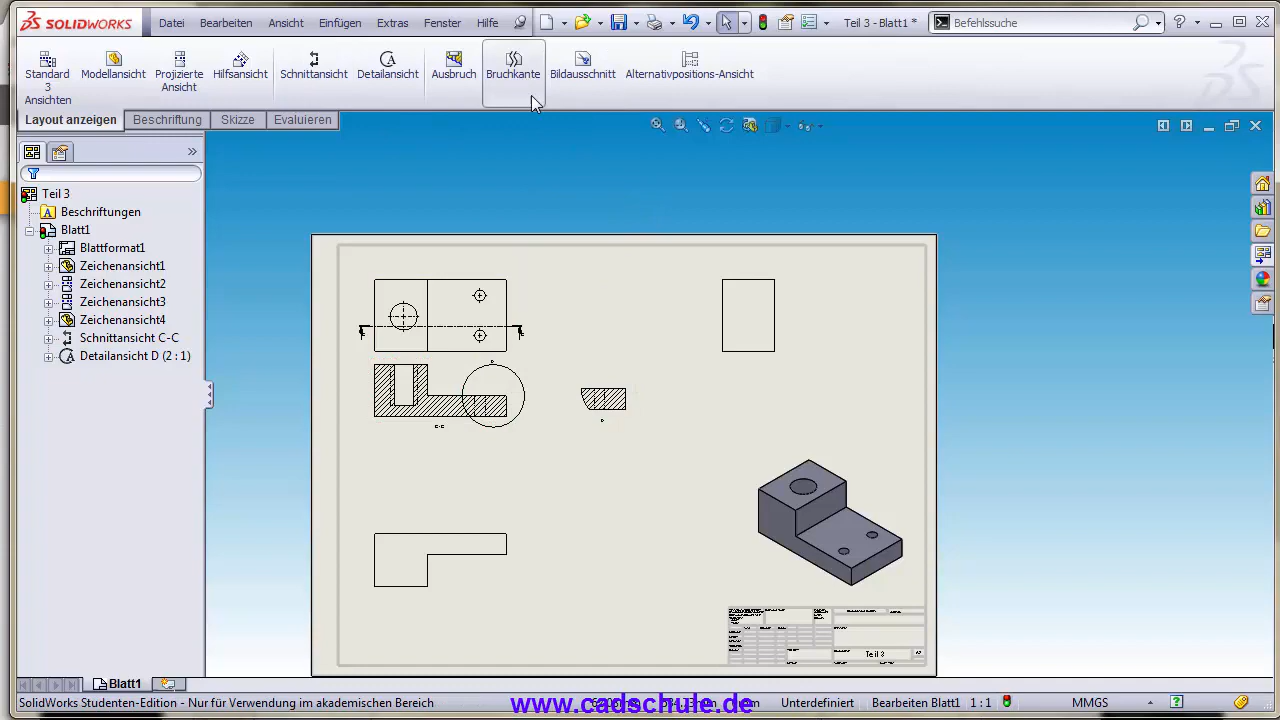 SOLIDWORKS
Datei Bearbeiten Ansicht Einfügen Extras Fenster Hilfe
Teil 3 - Blatt1 *
Befehlssuche
Standard
3
Ansichten
Modellansicht
Projizierte
Ansicht
Hilfsansicht
Schnittansicht
Detailansicht
Ausbruch
Bruchkante
Bildausschnitt
Alternativpositions-Ansicht
Layout anzeigen Beschriftung Skizze Evaluieren
Teil 3
Beschriftungen
Blatt1
Blattformat1
Zeichenansicht1
Zeichenansicht2
Zeichenansicht3
Zeichenansicht4
Schnittansicht C-C
Detailansicht D (2 : 1)
C-C
D
Teil 3
Blatt1
SolidWorks Studenten-Edition - Nur für Verwendung im akademischen Bereich
Unterdefiniert
Bearbeiten Blatt1
1 : 1
MMGS
www.cadschule.de